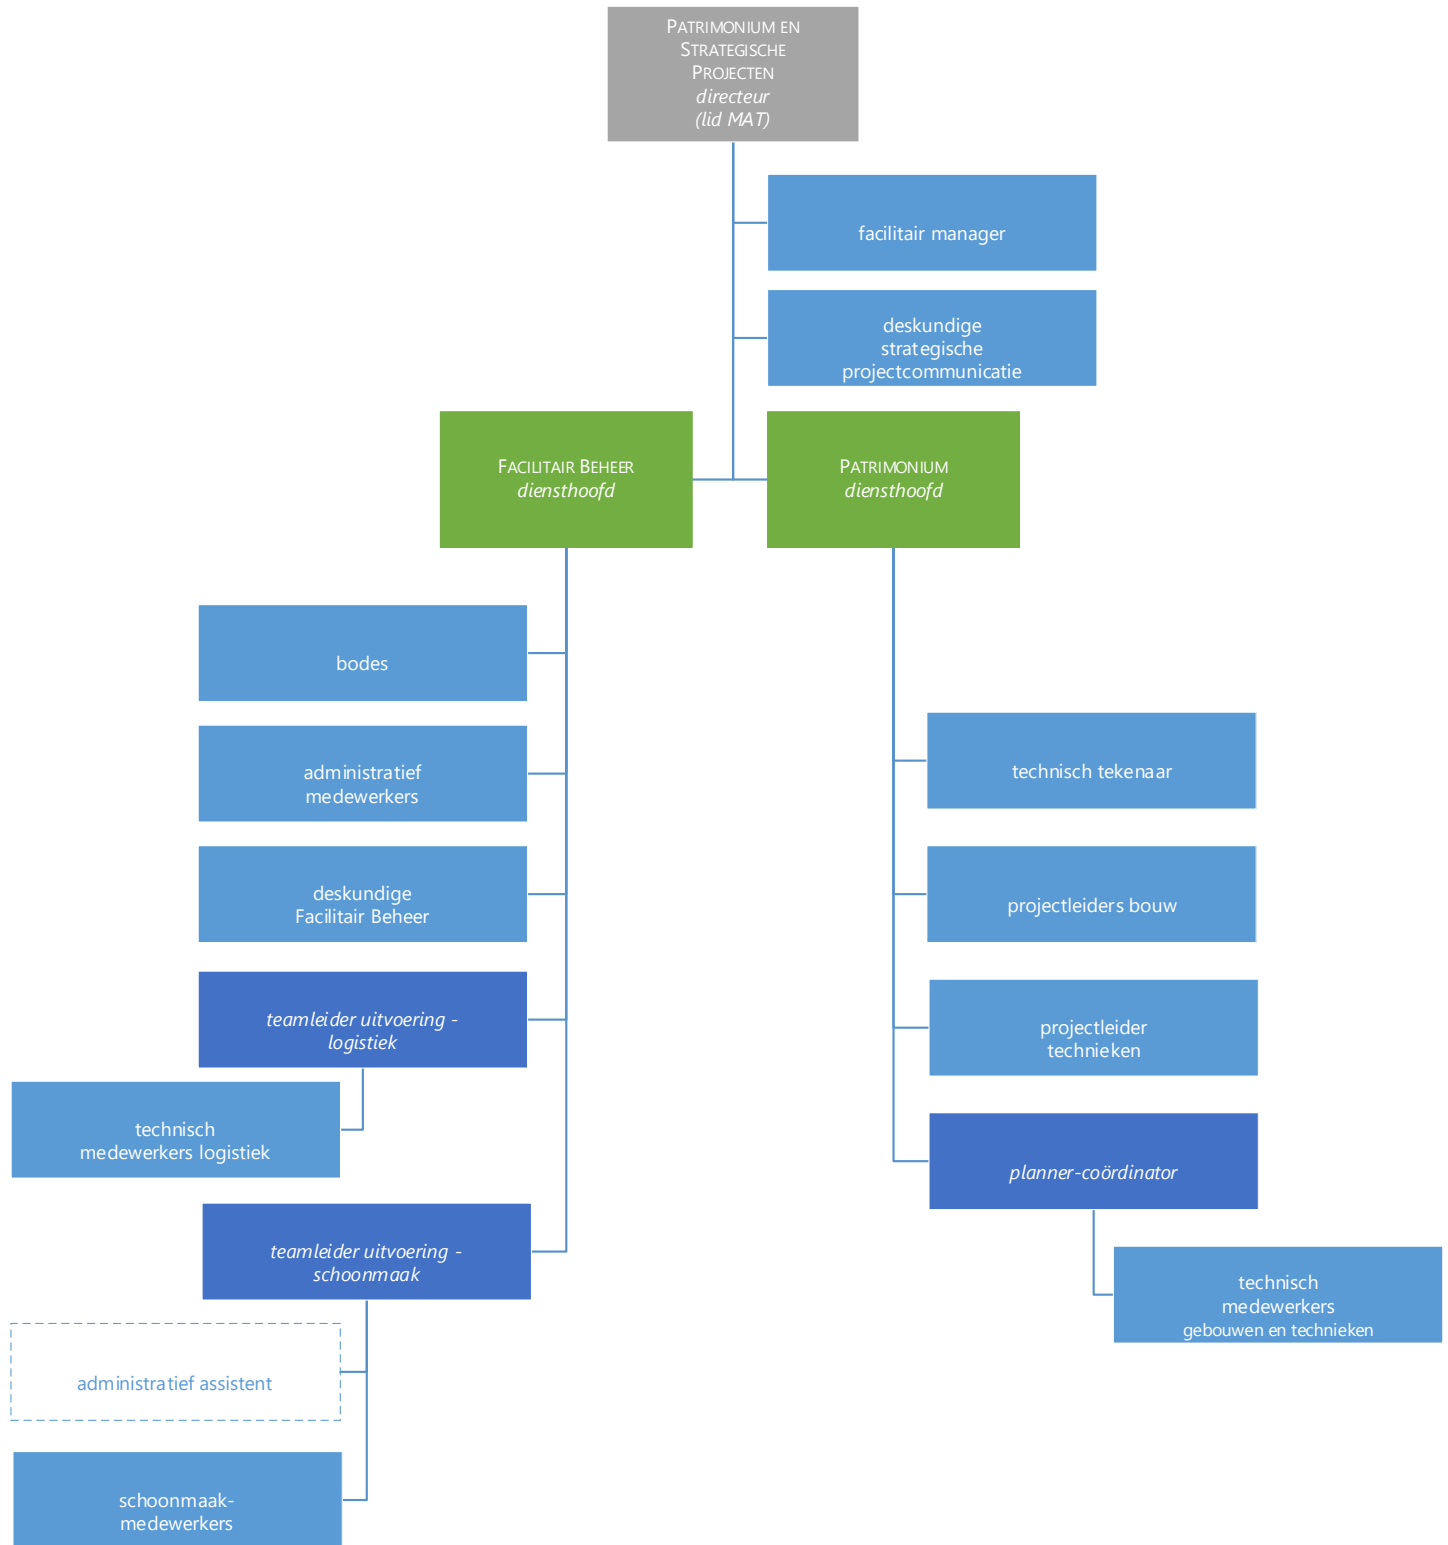 PATRIMONIUM EN
STRATEGISCHE
PROJECTEN
directeur
(lid MAT)
facilitair manager
deskundige
strategische
projectcommunicatie
FACILITAIR BEHEER
diensthoofd
PATRIMONIUM
diensthoofd
bodes
administratief
medewerkers
deskundige
Facilitair Beheer
teamleider uitvoering -
logistiek
technisch
medewerkers logistiek
teamleider uitvoering -
schoonmaak
administratief assistent
schoonmaak-
medewerkers
technisch tekenaar
projectleiders bouw
projectleider
technieken
planner-coördinator
technisch
medewerkers
gebouwen en technieken